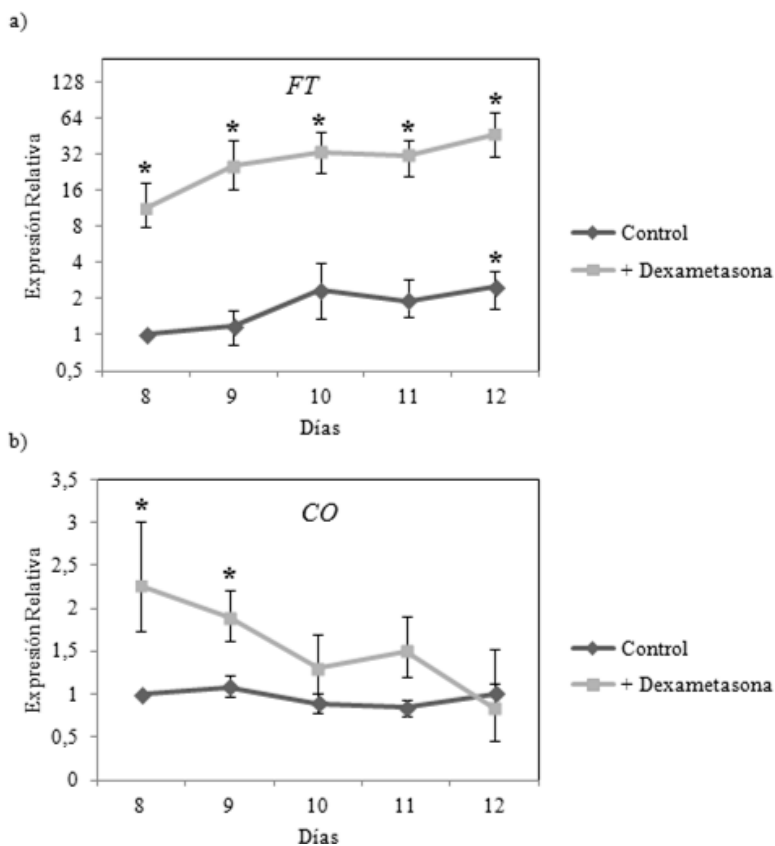 a)
FT
128
64
32
16
8
4
2
1
0,5
* * * * *
*
Expresión Relativa
8 9 10 11 12
Días
Control
+ Dexametasona
b)
CO
3,5
3
2,5
2
1,5
1
0,5
0
* *
Expresión Relativa
8 9 10 11 12
Días
Control
+ Dexametasona